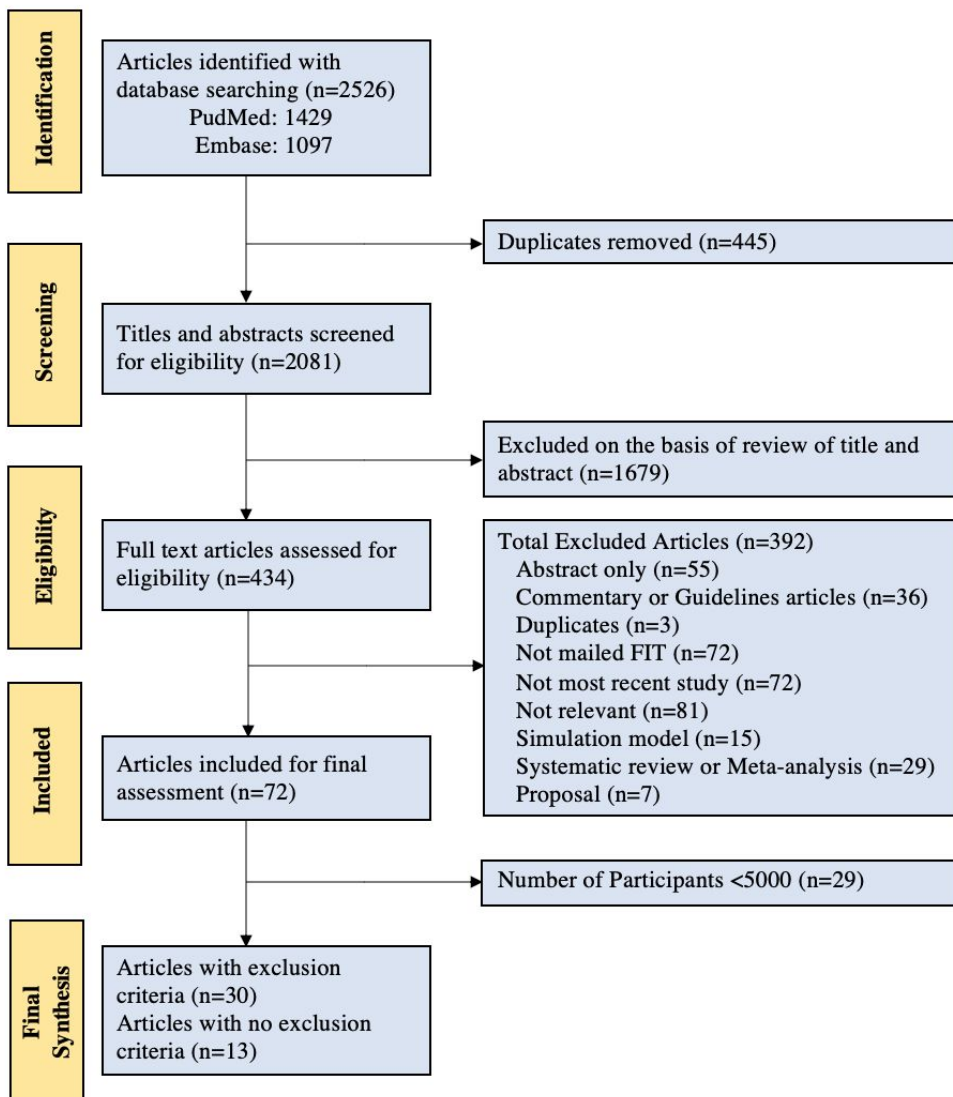 Identification
Articles identified with
database searching (n=2526)
PudMed: 1429
Embase: 1097
Duplicates removed (n=445)
Screening
Titles and abstracts screened
for eligibility (n=2081)
Excluded on the basis of review of title and
abstract (n=1679)
Eligibility
Full text articles assessed for
eligibility (n=434)
Total Excluded Articles (n=392)
Abstract only (n=55)
Commentary or Guidelines articles (n=36)
Duplicates (n=3)
Not mailed FIT (n=72)
Not most recent study (n=72)
Not relevant (n=81)
Simulation model (n=15)
Systematic review or Meta-analysis (n=29)
Proposal (n=7)
Included
Articles included for final
assessment (n=72)
Number of Participants <5000 (n=29)
Final
Synthesis
Articles with exclusion
criteria (n=30)
Articles with no exclusion
criteria (n=13)